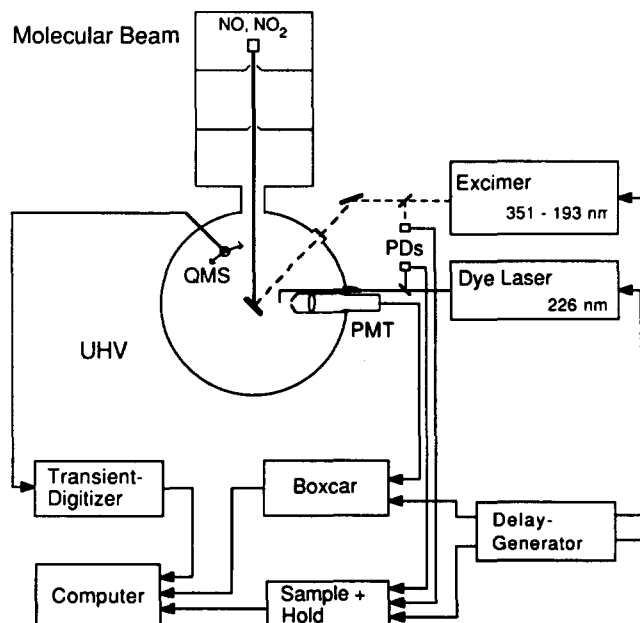 Molecular Beam
NO, NO₂
Excimer
351 - 193 nm
QMS
PDs
Dye Laser
226 nm
PMT
UHV
Transient-
Digitizer
Boxcar
Delay-
Generator
Computer
Sample +
Hold